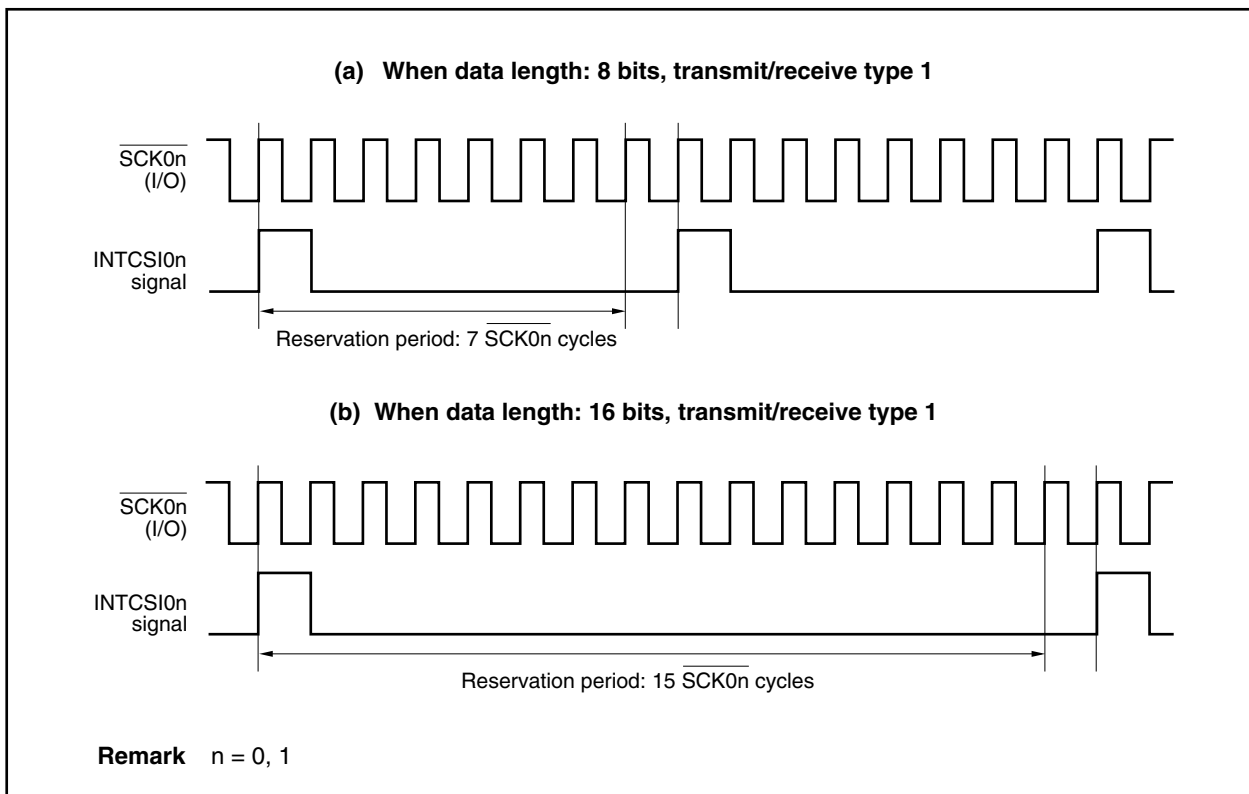 (a) When data length: 8 bits, transmit/receive type 1
SCK0n
(I/O)
INTCSI0n
signal
Reservation period: 7 SCK0n cycles
(b) When data length: 16 bits, transmit/receive type 1
SCK0n
(I/O)
INTCSI0n
signal
Reservation period: 15 SCK0n cycles
Remark n = 0, 1